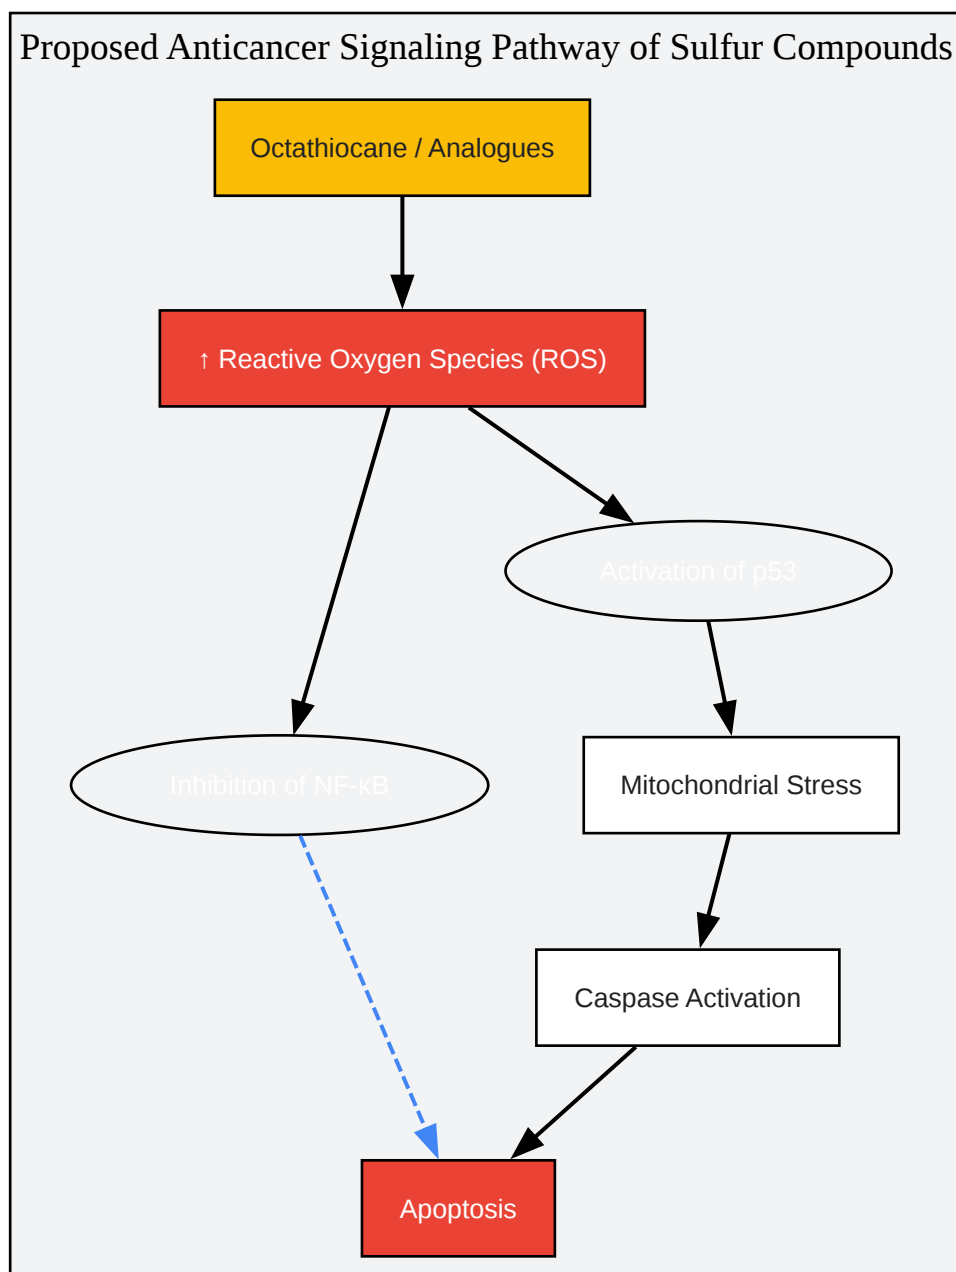 Proposed Anticancer Signaling Pathway of Sulfur Compounds
Octathiocane / Analogues
↑ Reactive Oxygen Species (ROS)
Activation of p53
Inhibition of NF-κB
Mitochondrial Stress
Caspase Activation
Apoptosis